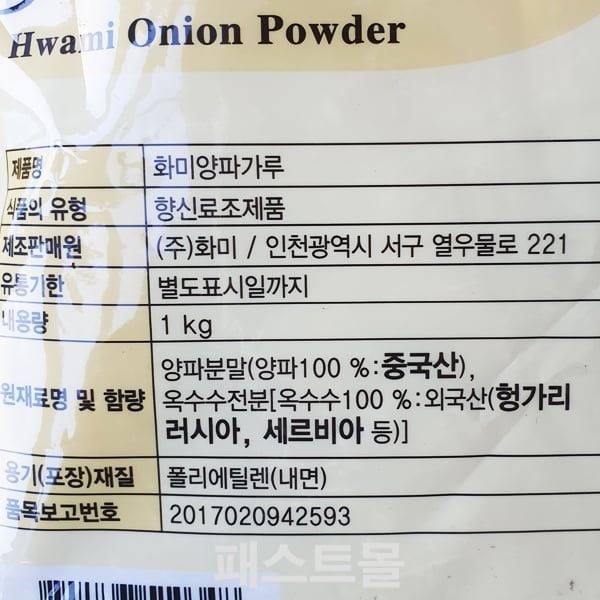 Hwami Onion Powder
제품명 화미양파가루
식품의 유형 향신료조제품
제조판매원 (주)화미 / 인천광역시 서구 열우물로 221
유통기한 별도표시일까지
내용량 1 kg
원재료명 및 함량 양파분말(양파100 %:중국산),
옥수수전분[옥수수100 %:외국산(헝가리
러시아, 세르비아 등)]
용기(포장)재질 폴리에틸렌(내면)
품목보고번호 2017020942593
패스트몰